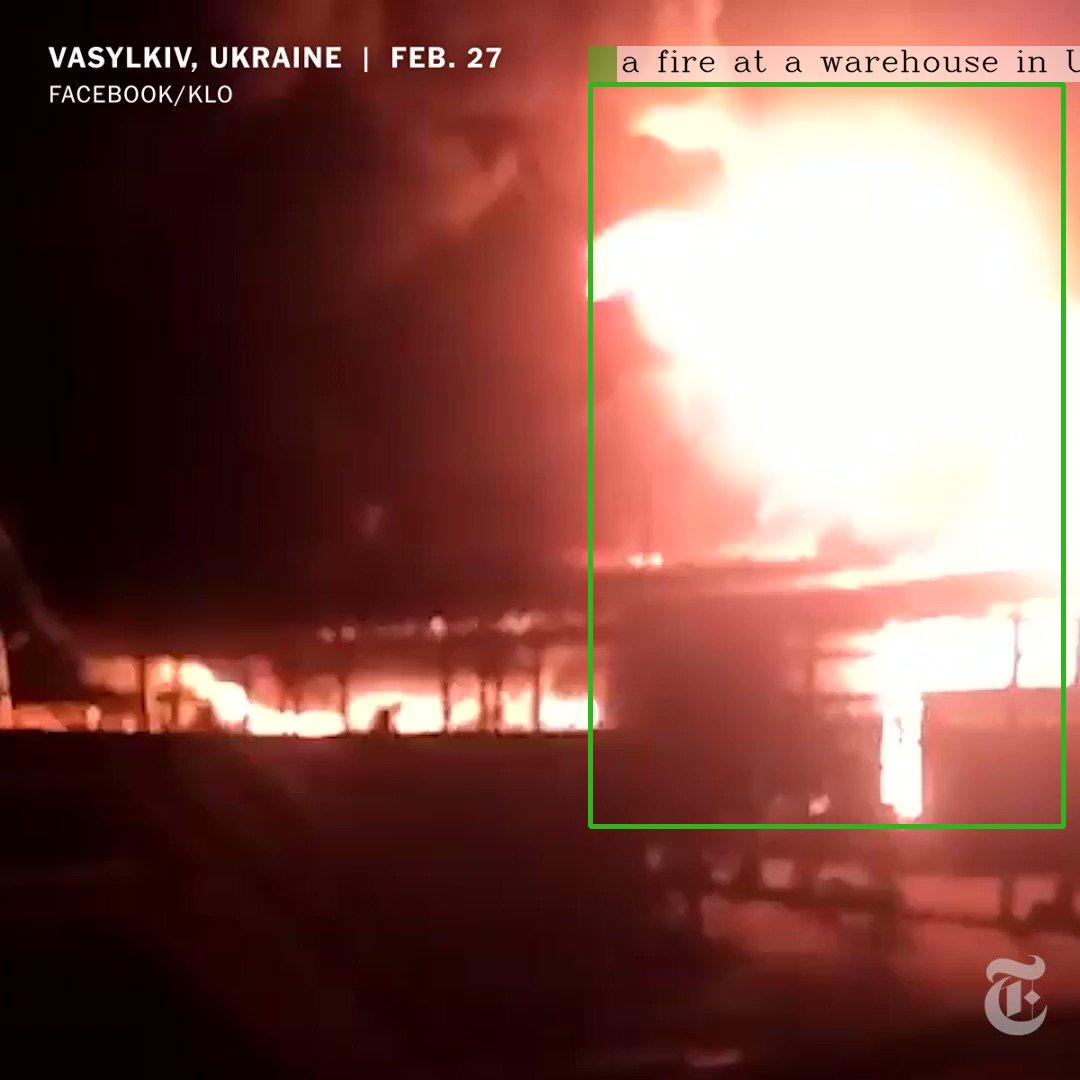 VASYLKIV, UKRAINE | FEB. 27
FACEBOOK/KLO
a fire at a warehouse in U
T